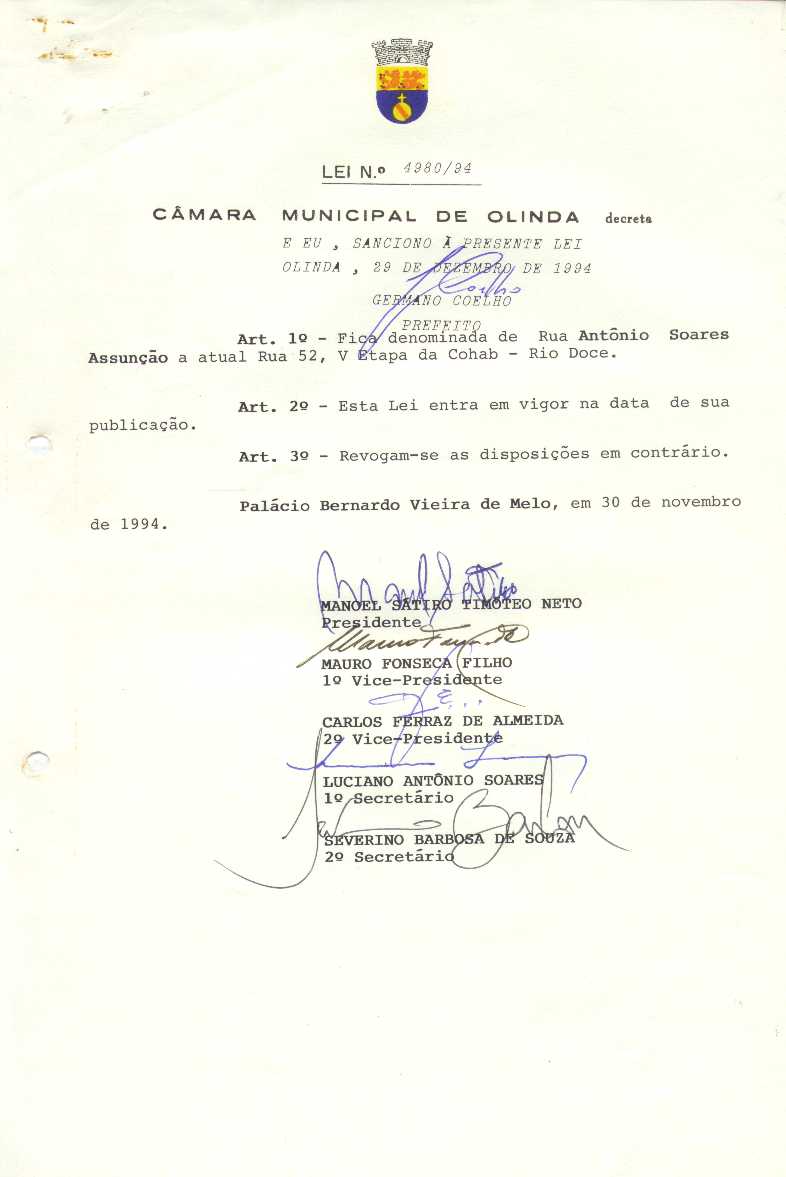 LEI N.º 4980/94
CÂMARA MUNICIPAL DE OLINDA decreta
E EU , SANCIONO À PRESENTE LEI
OLINDA , 29 DE DEZEMBRO DE 1994
Coelho
GERMANO COELHO
PREFEITO
Art. 1º - Fica denominada de Rua Antônio Soares
Assunção a atual Rua 52, V Etapa da Cohab - Rio Doce.
Art. 2º - Esta Lei entra em vigor na data de sua
publicação.
Art. 3º - Revogam-se as disposições em contrário.
Palácio Bernardo Vieira de Melo, em 30 de novembro
de 1994.
MANOEL SÁTIRO TIMÓTEO NETO
Presidente
MAURO FONSECA FILHO
1º Vice-Presidente
CARLOS FERRAZ DE ALMEIDA
2º Vice-Presidente
LUCIANO ANTÔNIO SOARES
1º Secretário
SEVERINO BARBOSA DE SOUZA
2º Secretário